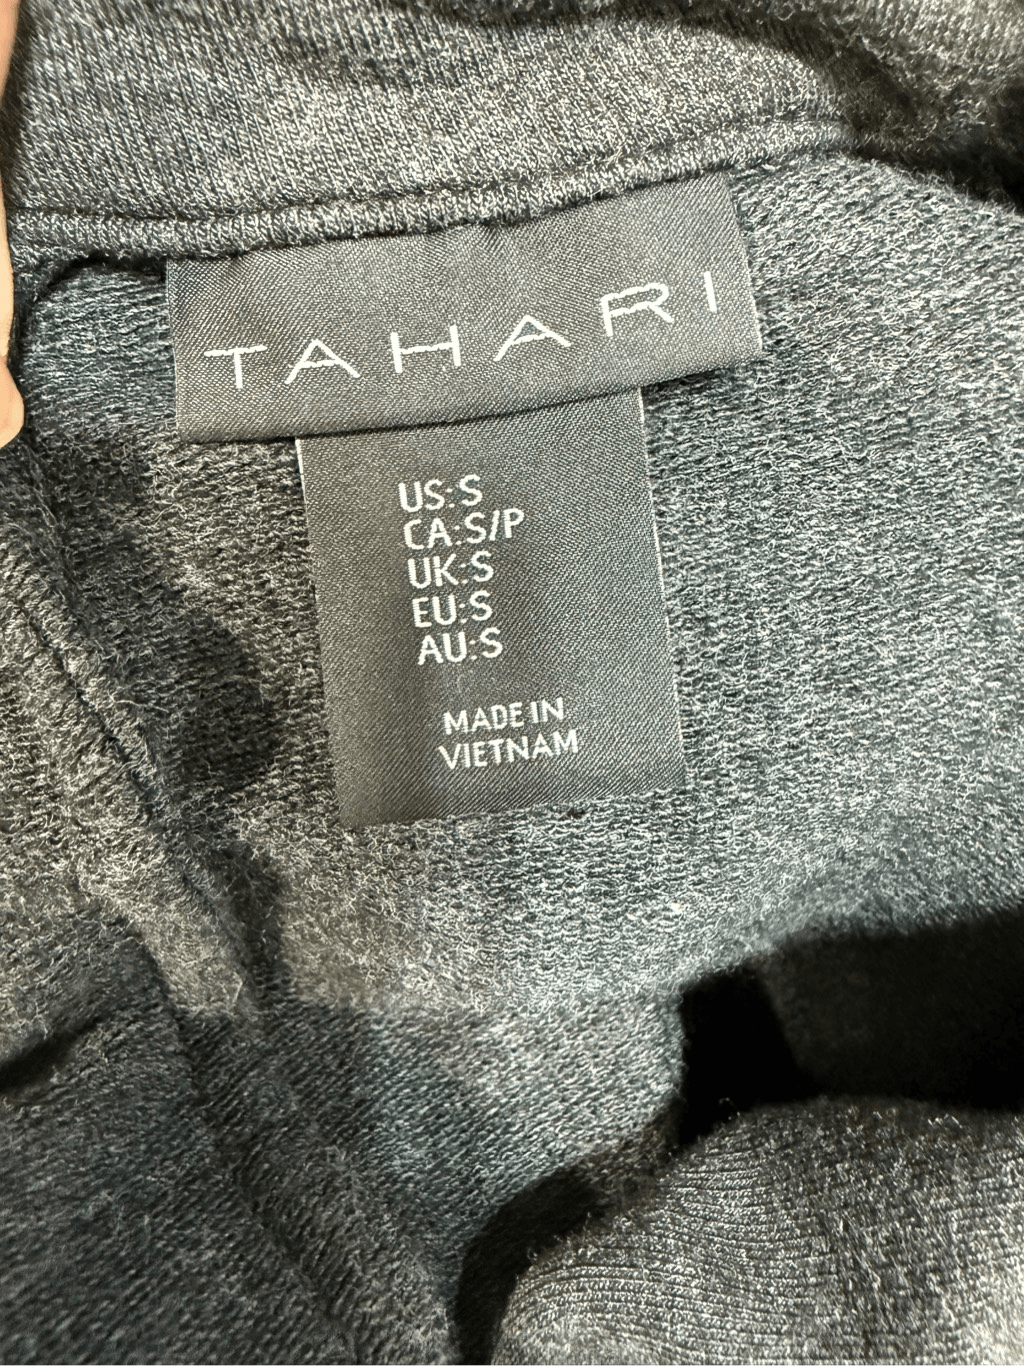 TAHARI
US:S
CA:S/P
UK:S
EU:S
AU:S
MADE IN
VIETNAM